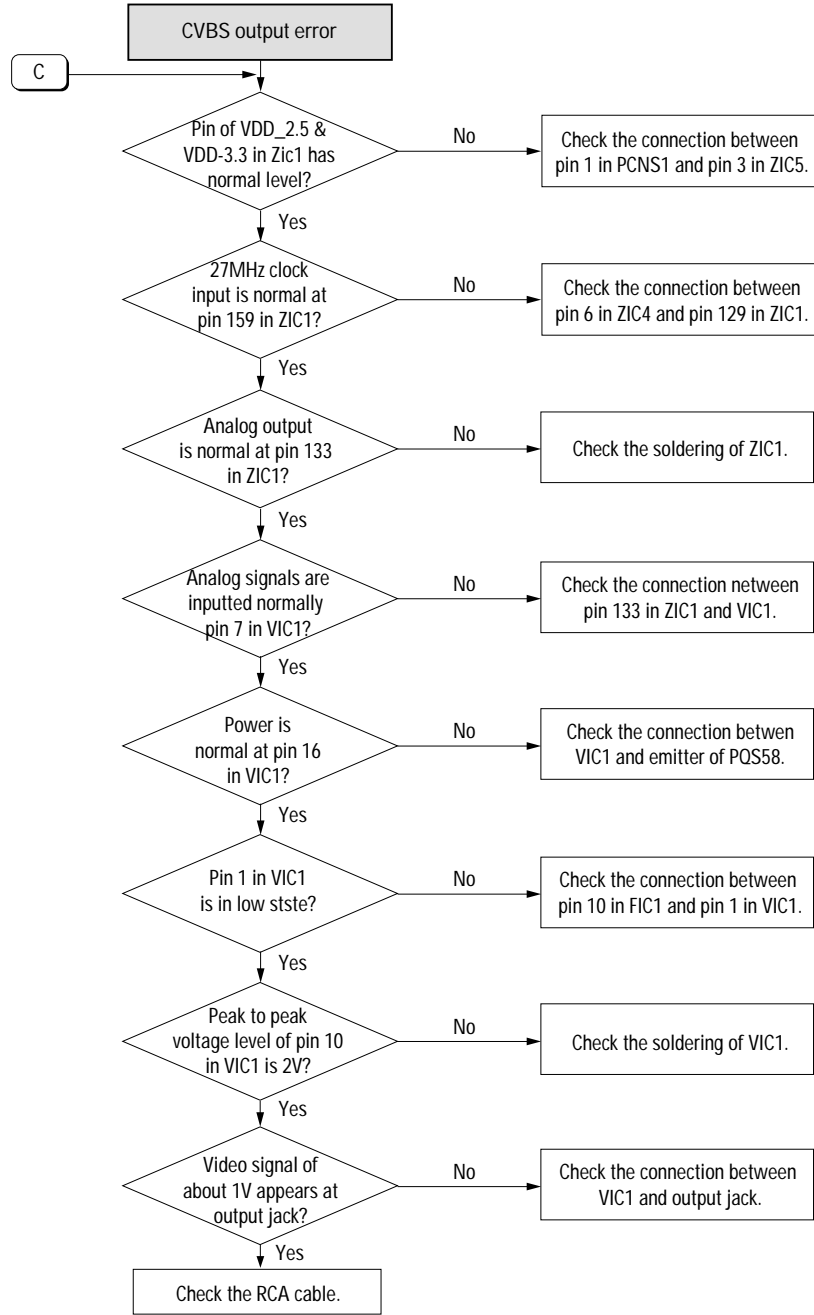 CVBS output error
C
Pin of VDD_2.5 &
VDD-3.3 in Zic1 has
normal level?
No
Check the connection between
pin 1 in PCNS1 and pin 3 in ZIC5.
Yes
27MHz clock
input is normal at
pin 159 in ZIC1?
No
Check the connection between
pin 6 in ZIC4 and pin 129 in ZIC1.
Yes
Analog output
is normal at pin 133
in ZIC1?
No
Check the soldering of ZIC1.
Yes
Analog signals are
inputted normally
pin 7 in VIC1?
No
Check the connection netween
pin 133 in ZIC1 and VIC1.
Yes
Power is
normal at pin 16
in VIC1?
No
Check the connection betwen
VIC1 and emitter of PQS58.
Yes
Pin 1 in VIC1
is in low stste?
No
Check the connection between
pin 10 in FIC1 and pin 1 in VIC1.
Yes
Peak to peak
voltage level of pin 10
in VIC1 is 2V?
No
Check the soldering of VIC1.
Yes
Video signal of
about 1V appears at
output jack?
No
Check the connection between
VIC1 and output jack.
Yes
Check the RCA cable.